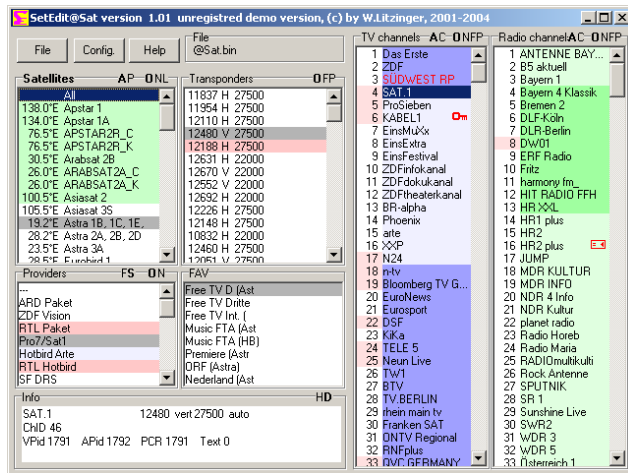 SetEdit@Sat version 1.01 unregistred demo version, (c) by W.Litzinger, 2001-2004
File
Config.
Help
File
@Sat.bin
Satellites AP ONL
All
138.0°E Apstar 1
134.0°E Apstar 1A
76.5°E APSTAR2R_C
76.5°E APSTAR2R_K
30.5°E Arabsat 2B
26.0°E ARABSAT2A_C
26.0°E ARABSAT2A_K
100.5°E Asiasat 2
105.5°E Asiasat 3S
19.2°E Astra 1B, 1C, 1E,
28.2°E Astra 2A, 2B, 2D
23.5°E Astra 3A
28.5°E Eurobird 1
Transponders OFP
11837 H 27500
11954 H 27500
12110 H 27500
12480 V 27500
12188 H 27500
12631 H 22000
12670 V 22000
12552 V 22000
12692 H 22000
12226 H 27500
12148 H 27500
10832 H 22000
12460 H 27500
12051 V 27500
Providers FS ON
---
ARD Paket
ZDF Vision
RTL Paket
Pro7/Sat1
Hotbird Arte
RTL Hotbird
SF DRS
FAV
Free TV D (Ast
Free TV Dritte
Free TV Int. (
Music FTA (Ast
Music FTA (HB)
Premiere (Astr
ORF (Astra)
Nederland (Ast
Info HD
SAT.1 12480 vert 27500 auto
ChID 46
VPid 1791 APid 1792 PCR 1791 Text 0
TV channels AC ONFP
1 Das Erste
2 ZDF
3 SÜDWEST RP
4 SAT.1
5 ProSieben
6 KABEL1
7 EinsMuXx
8 EinsExtra
9 EinsFestival
10 ZDFinfokanal
11 ZDFdokukanal
12 ZDFtheaterkanal
13 BR-alpha
14 Phoenix
15 arte
16 XXP
17 N24
18 n-tv
19 Bloomberg TV G...
20 EuroNews
21 Eurosport
22 DSF
23 KiKa
24 TELE 5
25 Neun Live
26 TW1
27 BTV
28 TV.BERLIN
29 rhein main tv
30 Franken SAT
31 ONTV Regional
32 RNFplus
33 QVC GERMANY
Radio channel AC ONFP
1 ANTENNE BAY...
2 B5 aktuell
3 Bayern 1
4 Bayern 4 Klassik
5 Bremen 2
6 DLF-Köln
7 DLR-Berlin
8 DW01
9 ERF Radio
10 Fritz
11 harmony fm_
12 HIT RADIO FFH
13 HR XXL
14 HR1 plus
15 HR2
16 HR2 plus
17 JUMP
18 MDR KULTUR
19 MDR INFO
20 NDR 4 Info
21 NDR Kultur
22 planet radio
23 Radio Horeb
24 Radio Maria
25 RADIOmultikulti
26 Rock Antenne
27 SPUTNIK
28 SR 1
29 Sunshine Live
30 SWR2
31 WDR 3
32 WDR 5
33 Österreich 1